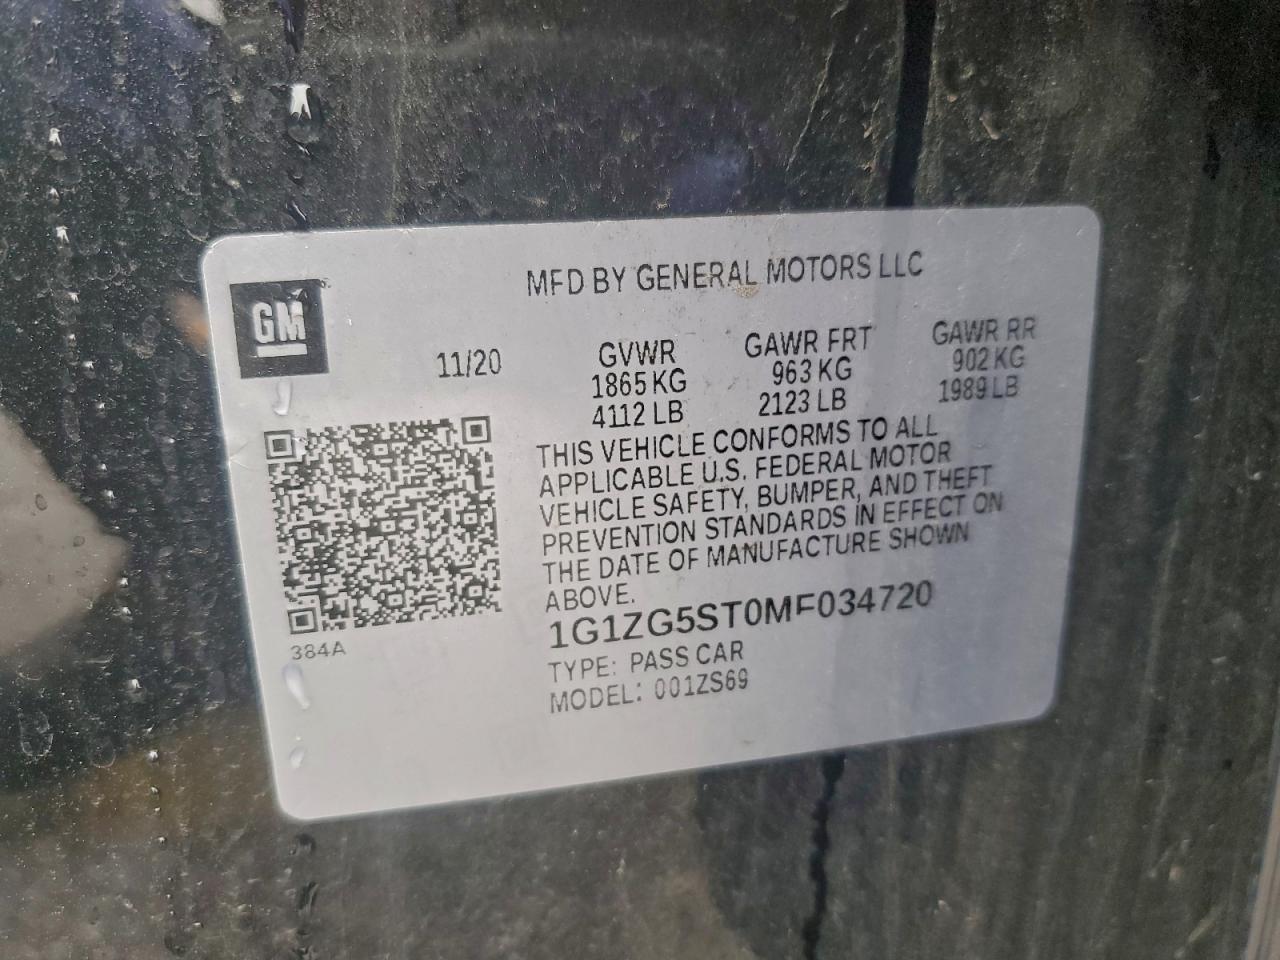 GM
MFD BY GENERAL MOTORS LLC
11/20
GVWR GAWR FRT GAWR RR
1865 KG 963 KG 902 KG
4112 LB 2123 LB 1989 LB
THIS VEHICLE CONFORMS TO ALL
APPLICABLE U.S. FEDERAL MOTOR
VEHICLE SAFETY, BUMPER, AND THEFT
PREVENTION STANDARDS IN EFFECT ON
THE DATE OF MANUFACTURE SHOWN
ABOVE.
1G1ZG5ST0MF034720
TYPE: PASS CAR
MODEL: 001ZS69
384A